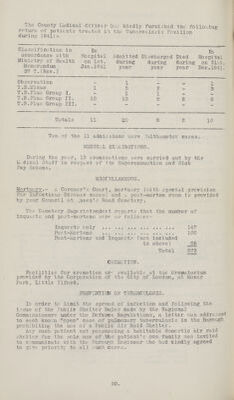 The County Medical Officer has kindly furnished the following
return of patients treated at the Tuberculosis Pavilion
during 1941:-
Classification in accordance with Ministry of Health Memorandum 37 T.(Rev.)
In Hospital on 1st. Jan.1941
Admitted during year
Discharged during year
Died during year
In Hospital on 31st. Dec.1941.
Observation
T.B.Minus
T.B.Plus Group I.
T.B.Plus Group II.
T.B.Plus Group III.
Totals 11
Two of the 11 admissions were Walthamstow cases.
MEDICAL EXAMINATIONS.
During the year, examinations were carried out by the
Medical Staff in respect of the Superannuation and Sick
Pay Schemes.
MISCELLANEOUS.
Mortuary.- a Coroner's Court, mortuary (with special provision
for infectious disease cases) and post-mortem room is provided
by your Council at Queen's Road Cemetery.
The Cemetery Superintendent reports that the number of
inquests and post-mortems were as follows:-
Inquests only
Post-Mortems
Post-Mortems and Inquests (not included
in above)
Total
CREMATION.
Facilities for cremation are available at the Crematorium
provided by the Corporation of the City of London, at Manor
Park, Little Ilford.
PREVENTION OF TUBERCULOSIS.
In order to limit the spread of infection and following the
issue of the Public Shelter Rules made by the Regional
Commissioners under the Defence Regulations, a letter was addressed
to each known "open" case of pulmonary tuberculosis in the Borough
prohibiting the use of a Public Air Raid Shelter.
Any such patient not possessing a habitable domestic air raid
shelter for the sole use of the patient's own family was invited
to communicate with the Borough Engineer who had kindly agreed
to give priority to all such cases.